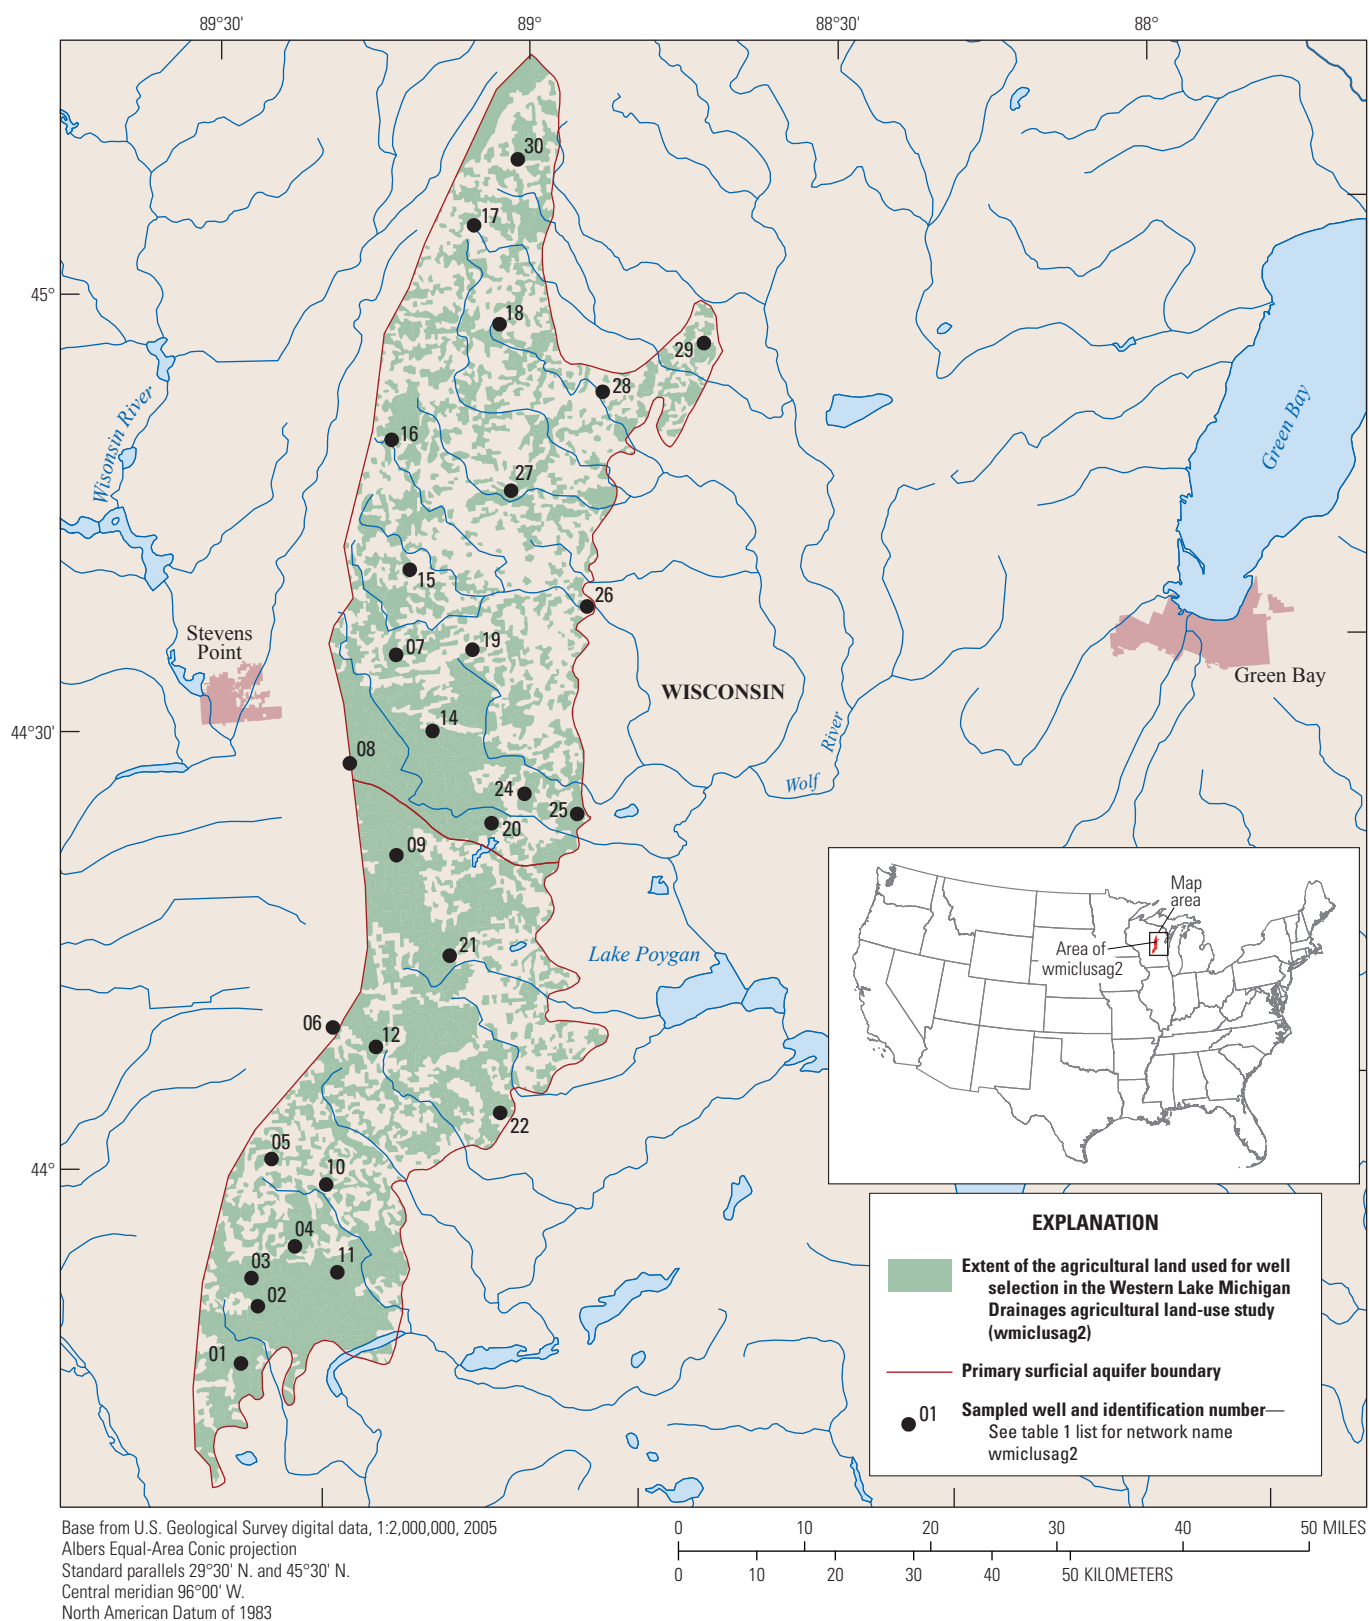 89°30'
89°
88°30'
88°
30
17
45°
18
29
28
Wisonsin River
16
Green Bay
27
15
26
Stevens
Point
07
19
Green Bay
WISCONSIN
14
44°30'
08
River
Wolf
24
25
20
09
Map
area
21
Lake Poygan
Area of
wmiclusag2
06
12
22
05
44°
10
04
03
11
02
01
EXPLANATION
Extent of the agricultural land used for well
selection in the Western Lake Michigan
Drainages agricultural land-use study
(wmiclusag2)
Primary surficial aquifer boundary
01
Sampled well and identification number—
See table 1 list for network name
wmiclusag2
Base from U.S. Geological Survey digital data, 1:2,000,000, 2005
Albers Equal-Area Conic projection
Standard parallels 29°30' N. and 45°30' N.
Central meridian 96°00' W.
North American Datum of 1983
0 10 20 30 40 50 MILES
0 10 20 30 40 50 KILOMETERS